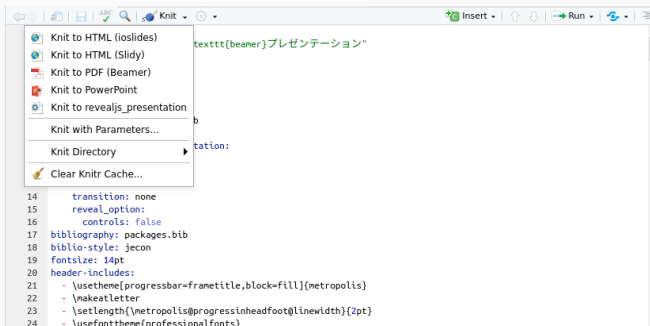 ABC Knit Insert Run
Knit to HTML (ioslides)
Knit to HTML (Slidy)
Knit to PDF (Beamer)
Knit to PowerPoint
Knit to revealjs_presentation
Knit with Parameters...
Knit Directory
Clear Knitr Cache...
texttt{beamer}プレゼンテーション"
b
tation:
14 transition: none
15 reveal_option:
16 controls: false
17 bibliography: packages.bib
18 biblio-style: jecon
19 fontsize: 14pt
20 header-includes:
21 - \usetheme[progressbar=frametitle,block=fill]{metropolis}
22 - \makeatletter
23 - \setlength{\metropolis@progressinheadfoot@linewidth}{2pt}
24 - \usefonttheme{professionalfonts}